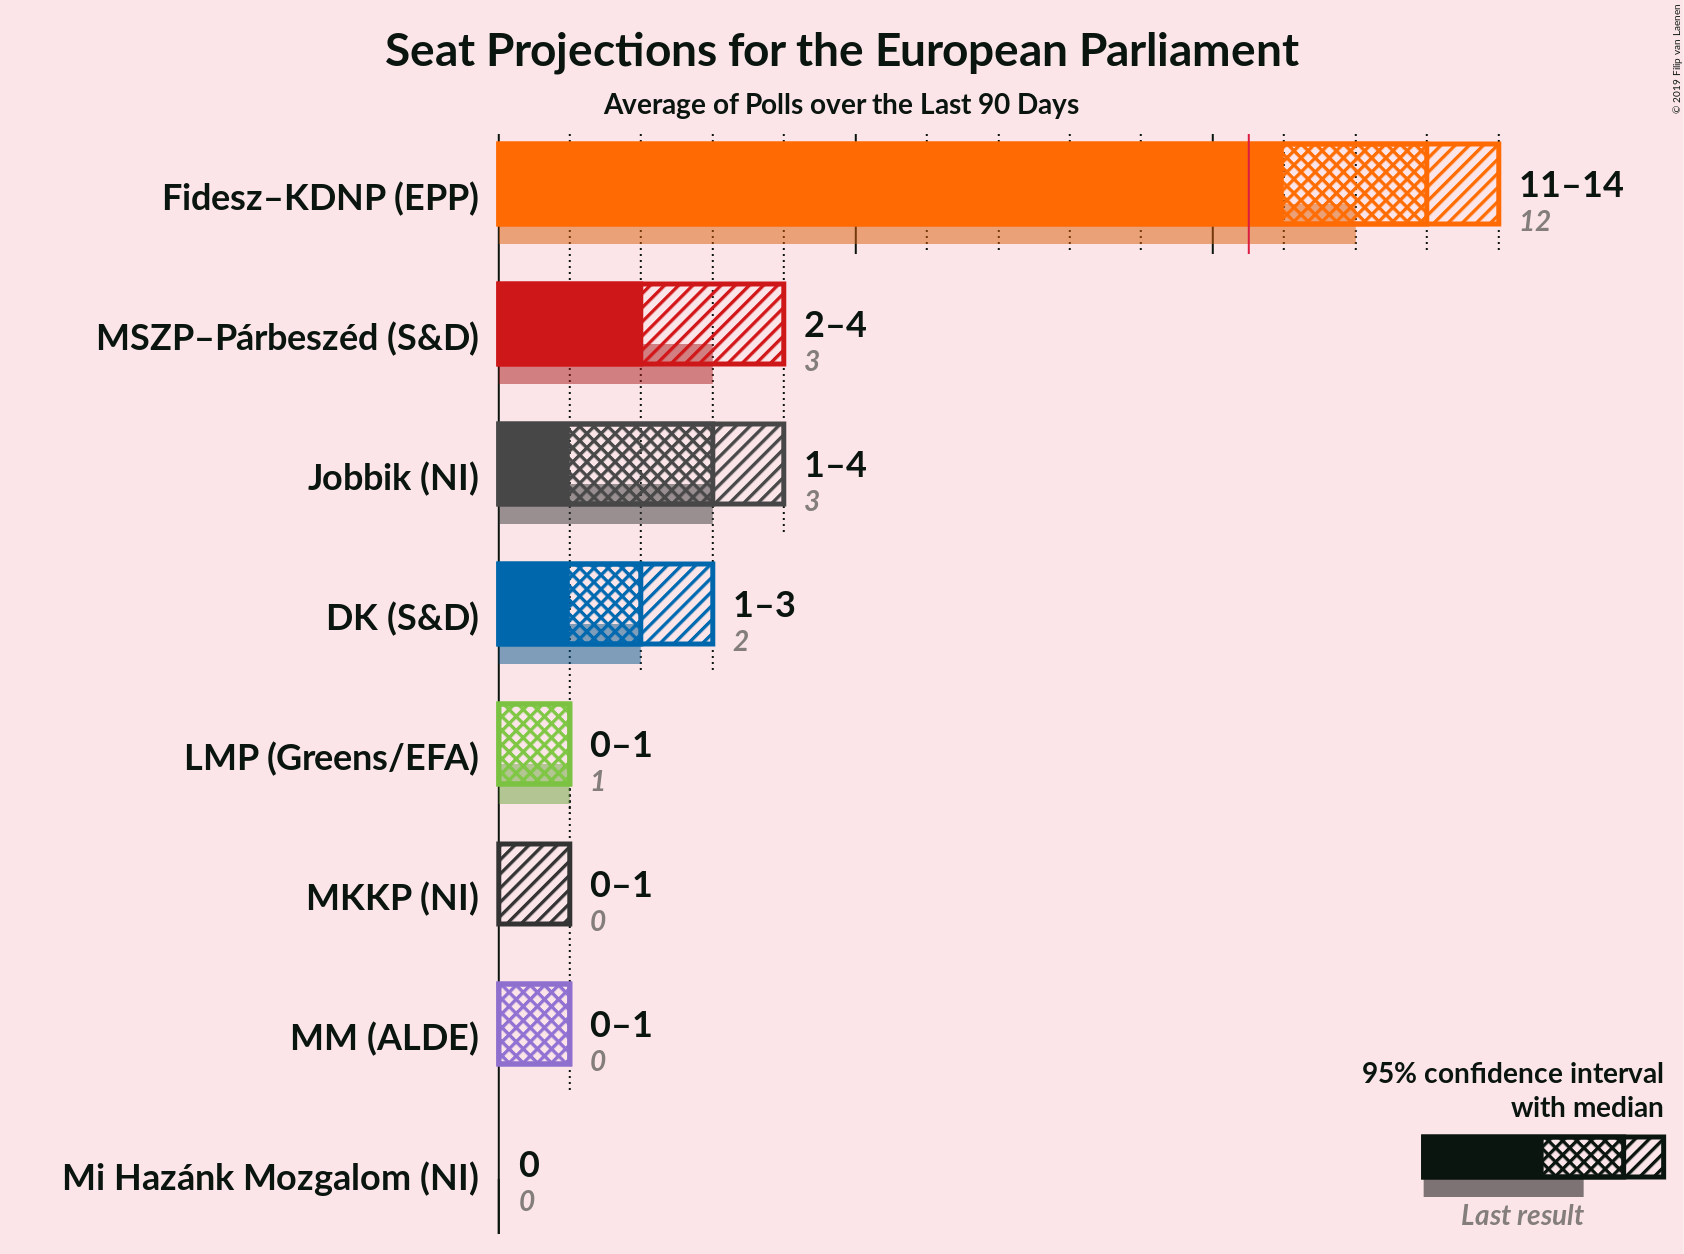 © 2019 Filip van Laenen
Seat Projections for the European Parliament
Average of Polls over the Last 90 Days
Fidesz–KDNP (EPP)
11–14
12
MSZP–Párbeszéd (S&D)
2–4
3
Jobbik (NI)
1–4
3
DK (S&D)
1–3
2
LMP (Greens/EFA)
0–1
1
MKKP (NI)
0–1
0
MM (ALDE)
0–1
0
Mi Hazánk Mozgalom (NI)
0
0
95% confidence interval
with median
Last result